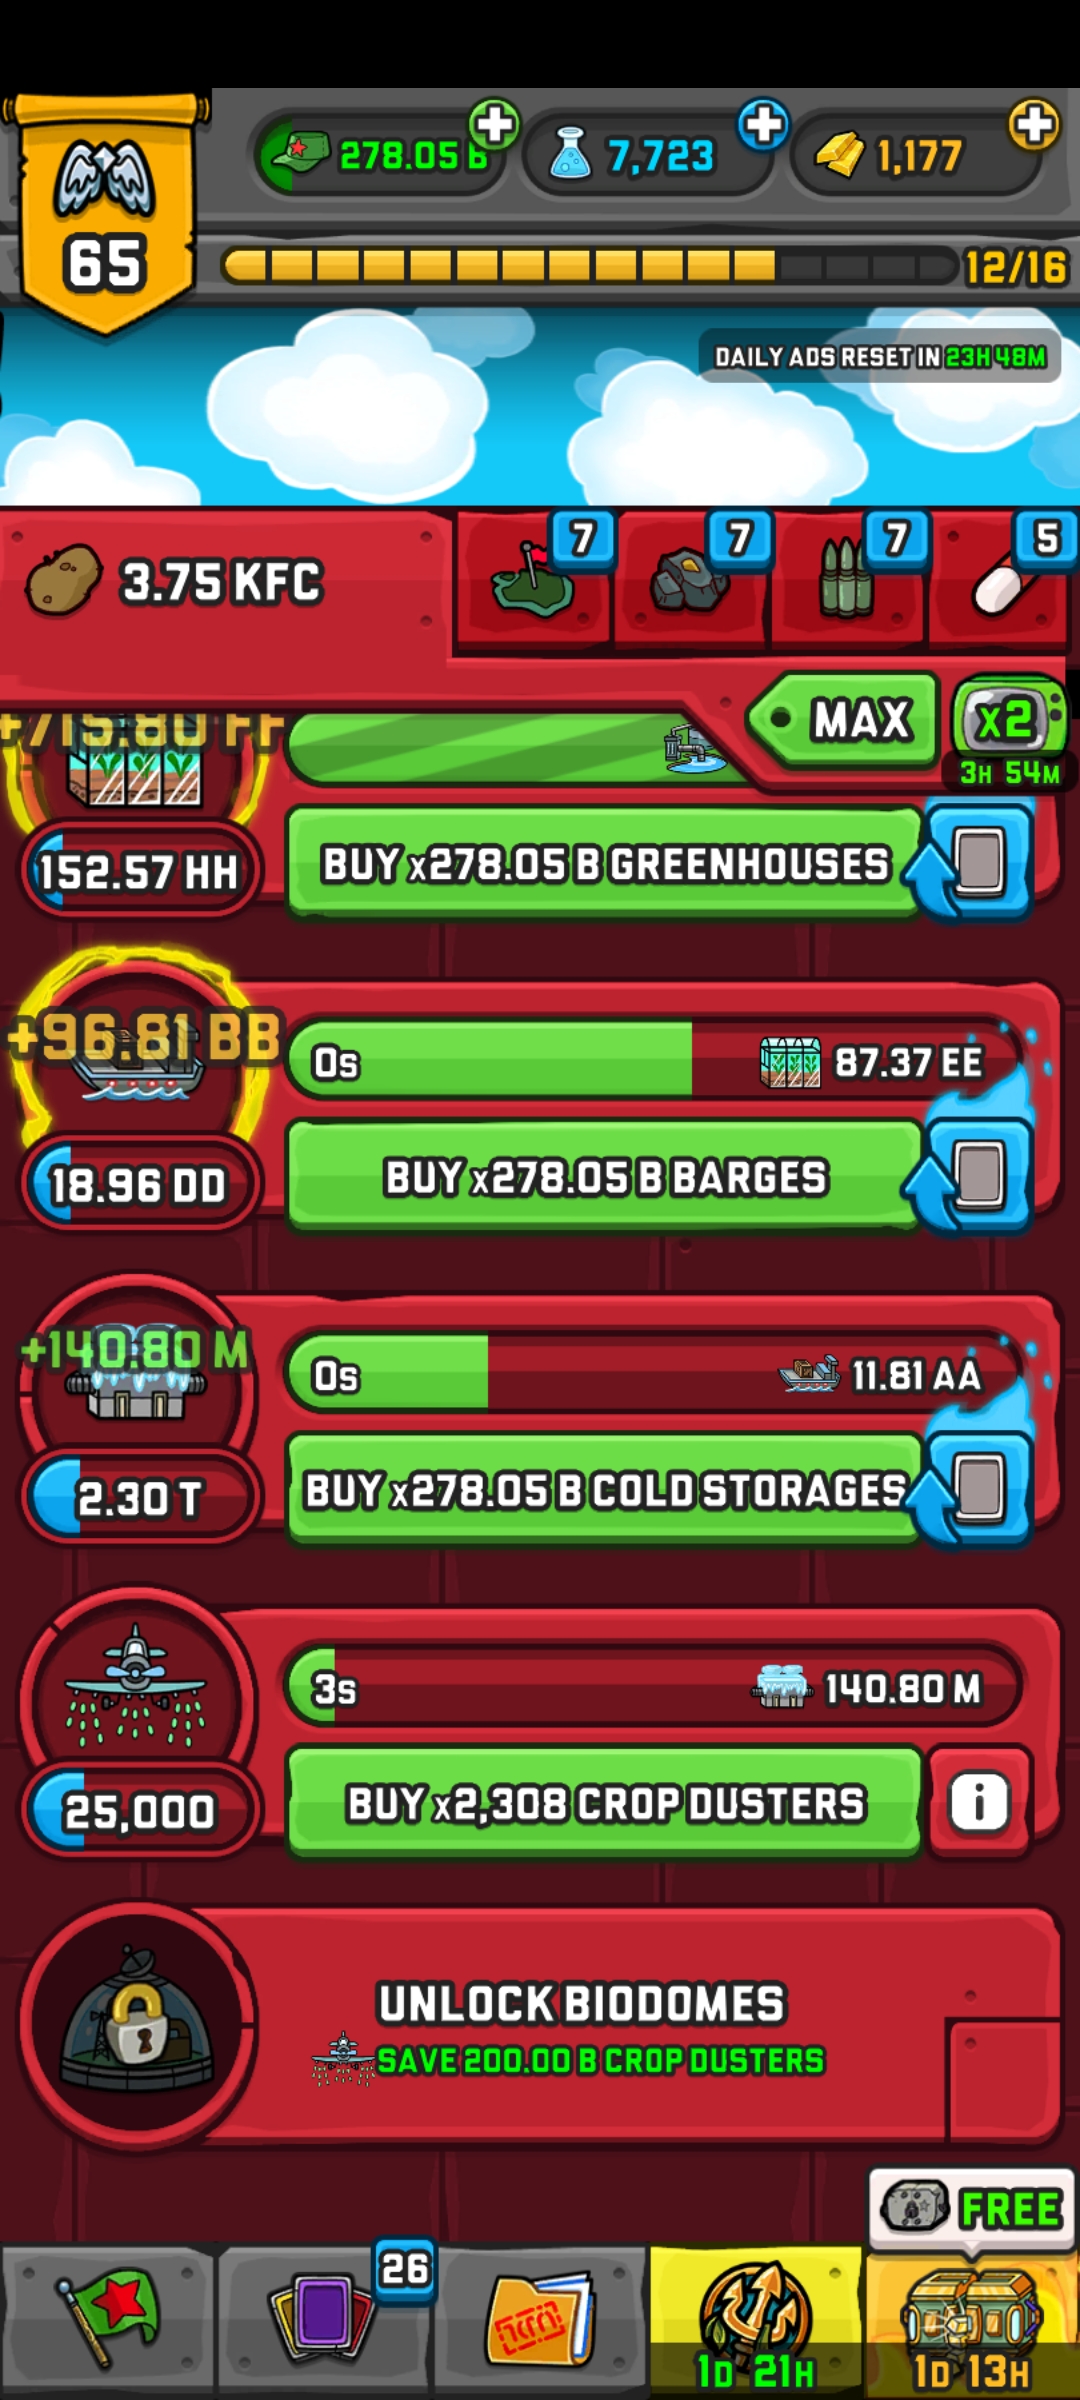 278.05 B
7,723
1,177
65
12/16
DAILY ADS RESET IN 23H 48M
3.75 KFC
7
7
7
5
MAX
x2
3H 54M
+715.80 FF
152.57 HH
BUY x278.05 B GREENHOUSES
+96.81 BB
0s
87.37 EE
18.96 DD
BUY x278.05 B BARGES
+140.80 M
0s
11.81 AA
2.30 T
BUY x278.05 B COLD STORAGES
3s
140.80 M
25,000
BUY x2,308 CROP DUSTERS
i
UNLOCK BIODOMES
SAVE 200.00 B CROP DUSTERS
FREE
26
1D 21H
1D 13H